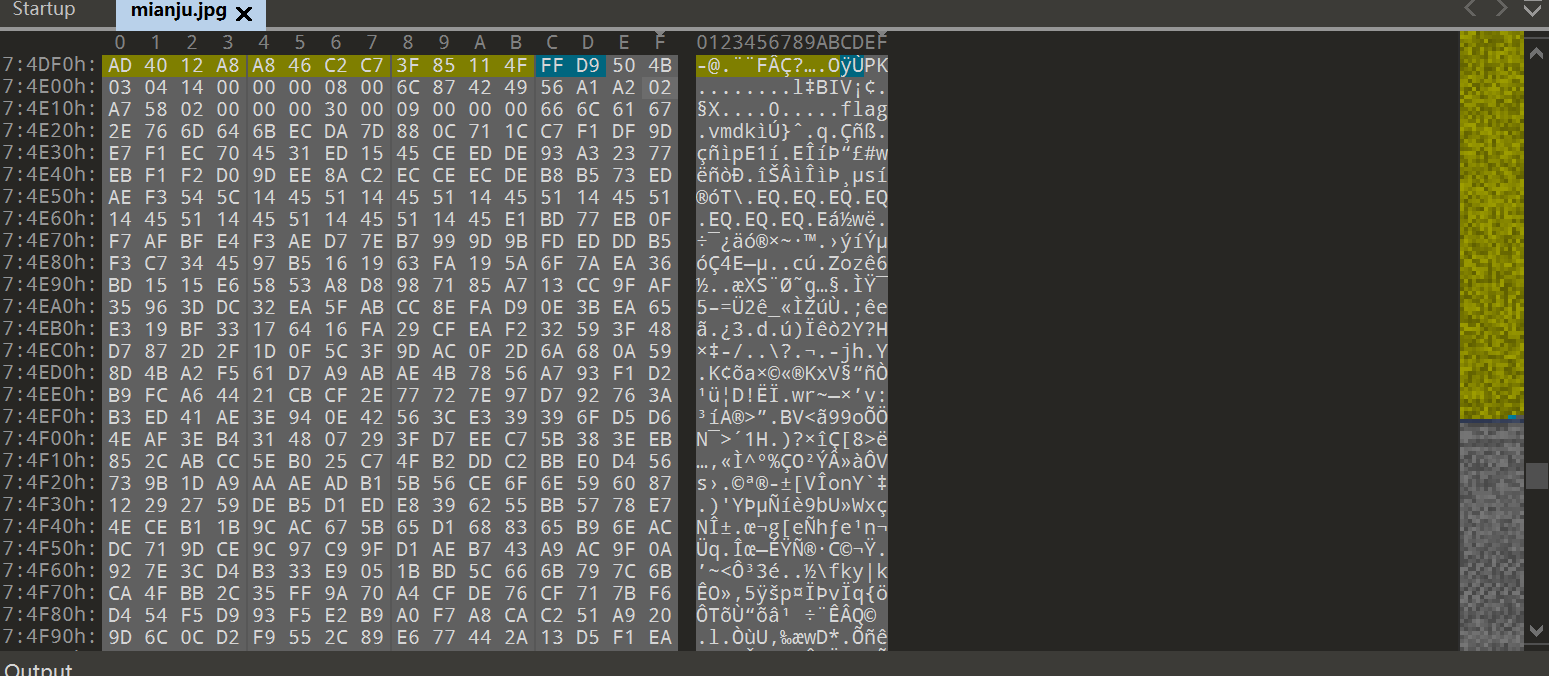 Startup
mianju.jpg
0 1 2 3 4 5 6 7 8 9 A B C D E F 0123456789ABCDEF
7:4DF0h: AD 40 12 A8 A8 46 C2 C7 3F 85 11 4F FF D9 50 4B -@.¨¨FÂÇ?….OÿÙPK
7:4E00h: 03 04 14 00 00 00 08 00 6C 87 42 49 56 A1 A2 02 ........l‡BIV¡¢.
7:4E10h: A7 58 02 00 00 00 30 00 09 00 00 00 66 6C 61 67 §X....0.....flag
7:4E20h: 2E 76 6D 64 6B EC DA 7D 88 0C 71 1C C7 F1 DF 9D .vmdkìÚ}ˆ.q.Çñß.
7:4E30h: E7 F1 EC 70 45 31 ED 15 45 CE ED DE 93 A3 23 77 çñìpE1í.EÎíÞ“£#w
7:4E40h: EB F1 F2 D0 9D EE 8A C2 EC CE EC DE B8 B5 73 ED ëñòÐ.îŠÂìÎìÞ¸µsí
7:4E50h: AE F3 54 5C 14 45 51 14 45 51 14 45 51 14 45 51 ®óT\.EQ.EQ.EQ.EQ
7:4E60h: 14 45 51 14 45 51 14 45 51 14 45 E1 BD 77 EB 0F .EQ.EQ.EQ.Eá½wë.
7:4E70h: F7 AF BF E4 F3 AE D7 7E B7 99 9D 9B FD ED DD B5 ÷¯¿äó®×~·™.›ýíÝµ
7:4E80h: F3 C7 34 45 97 B5 16 19 63 FA 19 5A 6F 7A EA 36 óÇ4E—µ..cú.Zozê6
7:4E90h: BD 15 15 E6 58 53 A8 D8 98 71 85 A7 13 CC 9F AF ½..æXS¨Ø˜q…§.ÌŸ¯
7:4EA0h: 35 96 3D DC 32 EA 5F AB CC 8E FA D9 0E 3B EA 65 5–=Ü2ê_«ÌŽúÙ.;êe
7:4EB0h: E3 19 BF 33 17 64 16 FA 29 CF EA F2 32 59 3F 48 ã.¿3.d.ú)Ïêò2Y?H
7:4EC0h: D7 87 2D 2F 1D 0F 5C 3F 9D AC 0F 2D 6A 68 0A 59 ×‡-/..\?.¬.-jh.Y
7:4ED0h: 8D 4B A2 F5 61 D7 A9 AB AE 4B 78 56 A7 93 F1 D2 .K¢õa×©«®KxV§“ñÒ
7:4EE0h: B9 FC A6 44 21 CB CF 2E 77 72 7E 97 D7 92 76 3A ¹ü¦D!ËÏ.wr~—×’v:
7:4EF0h: B3 ED 41 AE 3E 94 0E 42 56 3C E3 39 39 6F D5 D6 ³íA®>”.BV<ã99oÕÖ
7:4F00h: 4E AF 3E B4 31 48 07 29 3F D7 EE C7 5B 38 3E EB N¯>´1H.)?×îÇ[8>ë
7:4F10h: 85 2C AB CC 5E B0 25 C7 4F B2 DD C2 BB E0 D4 56 …,«Ì^°%ÇO²ÝÂ»àÔV
7:4F20h: 73 9B 1D A9 AA AE AD B1 5B 56 CE 6F 6E 59 60 87 s›.©ª®-±[VÎonY`‡
7:4F30h: 12 29 27 59 DE B5 D1 ED E8 39 62 55 BB 57 78 E7 .)'YÞµÑíè9bU»Wxç
7:4F40h: 4E CE B1 1B 9C AC 67 5B 65 D1 68 83 65 B9 6E AC NÎ±.œ¬g[eÑhƒe¹n¬
7:4F50h: DC 71 9D CE 9C 97 C9 9F D1 AE B7 43 A9 AC 9F 0A Üq.Îœ—ÉŸÑ®·C©¬Ÿ.
7:4F60h: 92 7E 3C D4 B3 33 E9 05 1B BD 5C 66 6B 79 7C 6B ’~<Ô³3é..½\fky|k
7:4F70h: CA 4F BB 2C 35 FF 9A 70 A4 CF DE 76 CF 71 7B F6 ÊO»,5ÿšp¤ÏÞvÏq{ö
7:4F80h: D4 54 F5 D9 93 F5 E2 B9 A0 F7 A8 CA C2 51 A9 20 ÔTõÙ“õâ¹ ÷¨ÊÂQ©
7:4F90h: 9D 6C 0C D2 F9 55 2C 89 E6 77 44 2A 13 D5 F1 EA .l.ÒùU,‰æwD*.Õñê
Output